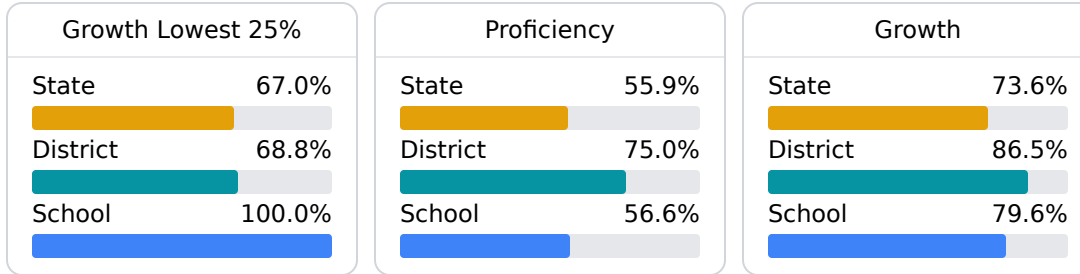 Growth Lowest 25%
State 67.0%
District 68.8%
School 100.0%
Proficiency
State 55.9%
District 75.0%
School 56.6%
Growth
State 73.6%
District 86.5%
School 79.6%